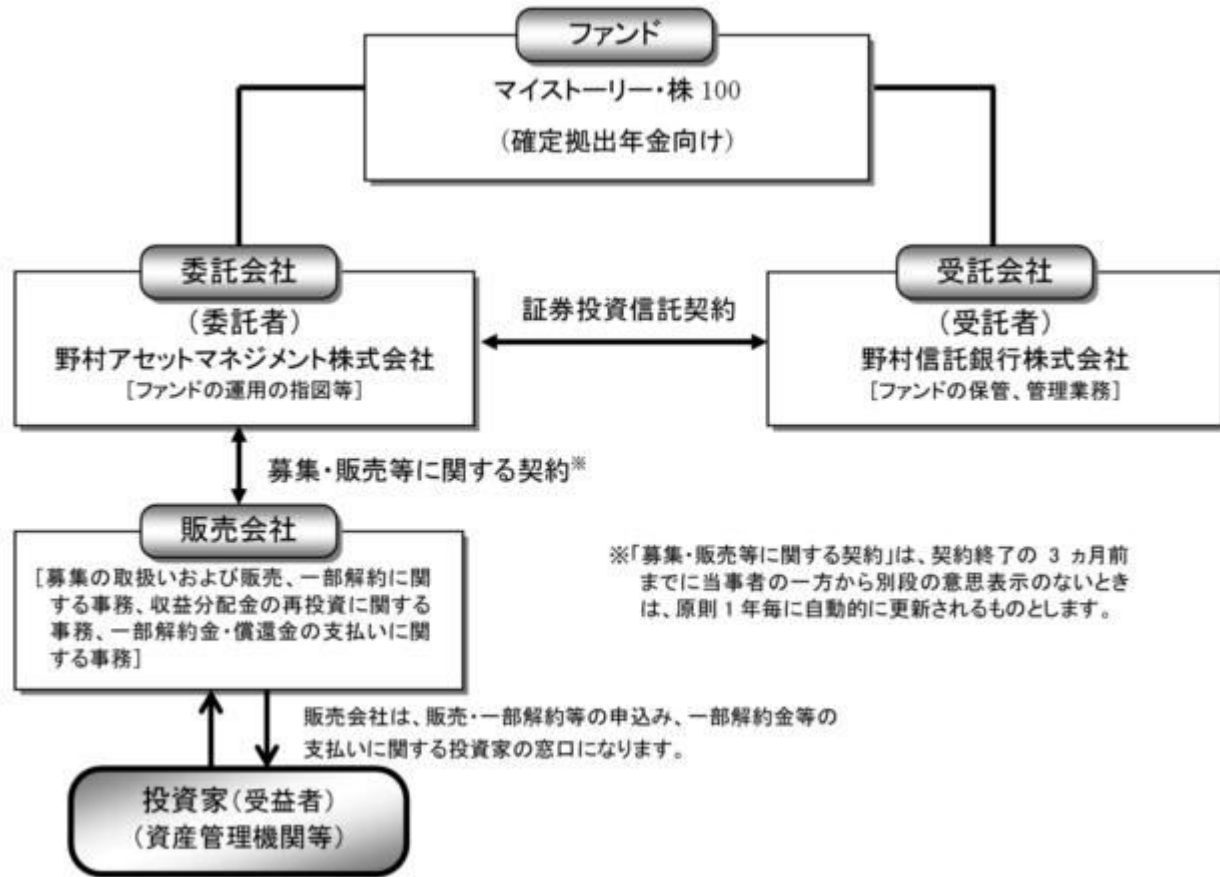 ファンド
マイストーリー・株 100
(確定拠出年金向け)
委託会社
(委託者)
野村アセットマネジメント株式会社
[ファンドの運用の指図等]
証券投資信託契約
受託会社
(受託者)
野村信託銀行株式会社
[ファンドの保管、管理業務]
募集・販売等に関する契約※
販売会社
[募集の取扱いおよび販売、一部解約に関
する事務、収益分配金の再投資に関する
事務、一部解約金・償還金の支払いに関
する事務]
※「募集・販売等に関する契約」は、契約終了の 3 ヵ月前
までに当事者の一方から別段の意思表示のないとき
は、原則 1 年毎に自動的に更新されるものとします。
販売会社は、販売・一部解約等の申込み、一部解約金等の
支払いに関する投資家の窓口になります。
投資家(受益者)
(資産管理機関等)